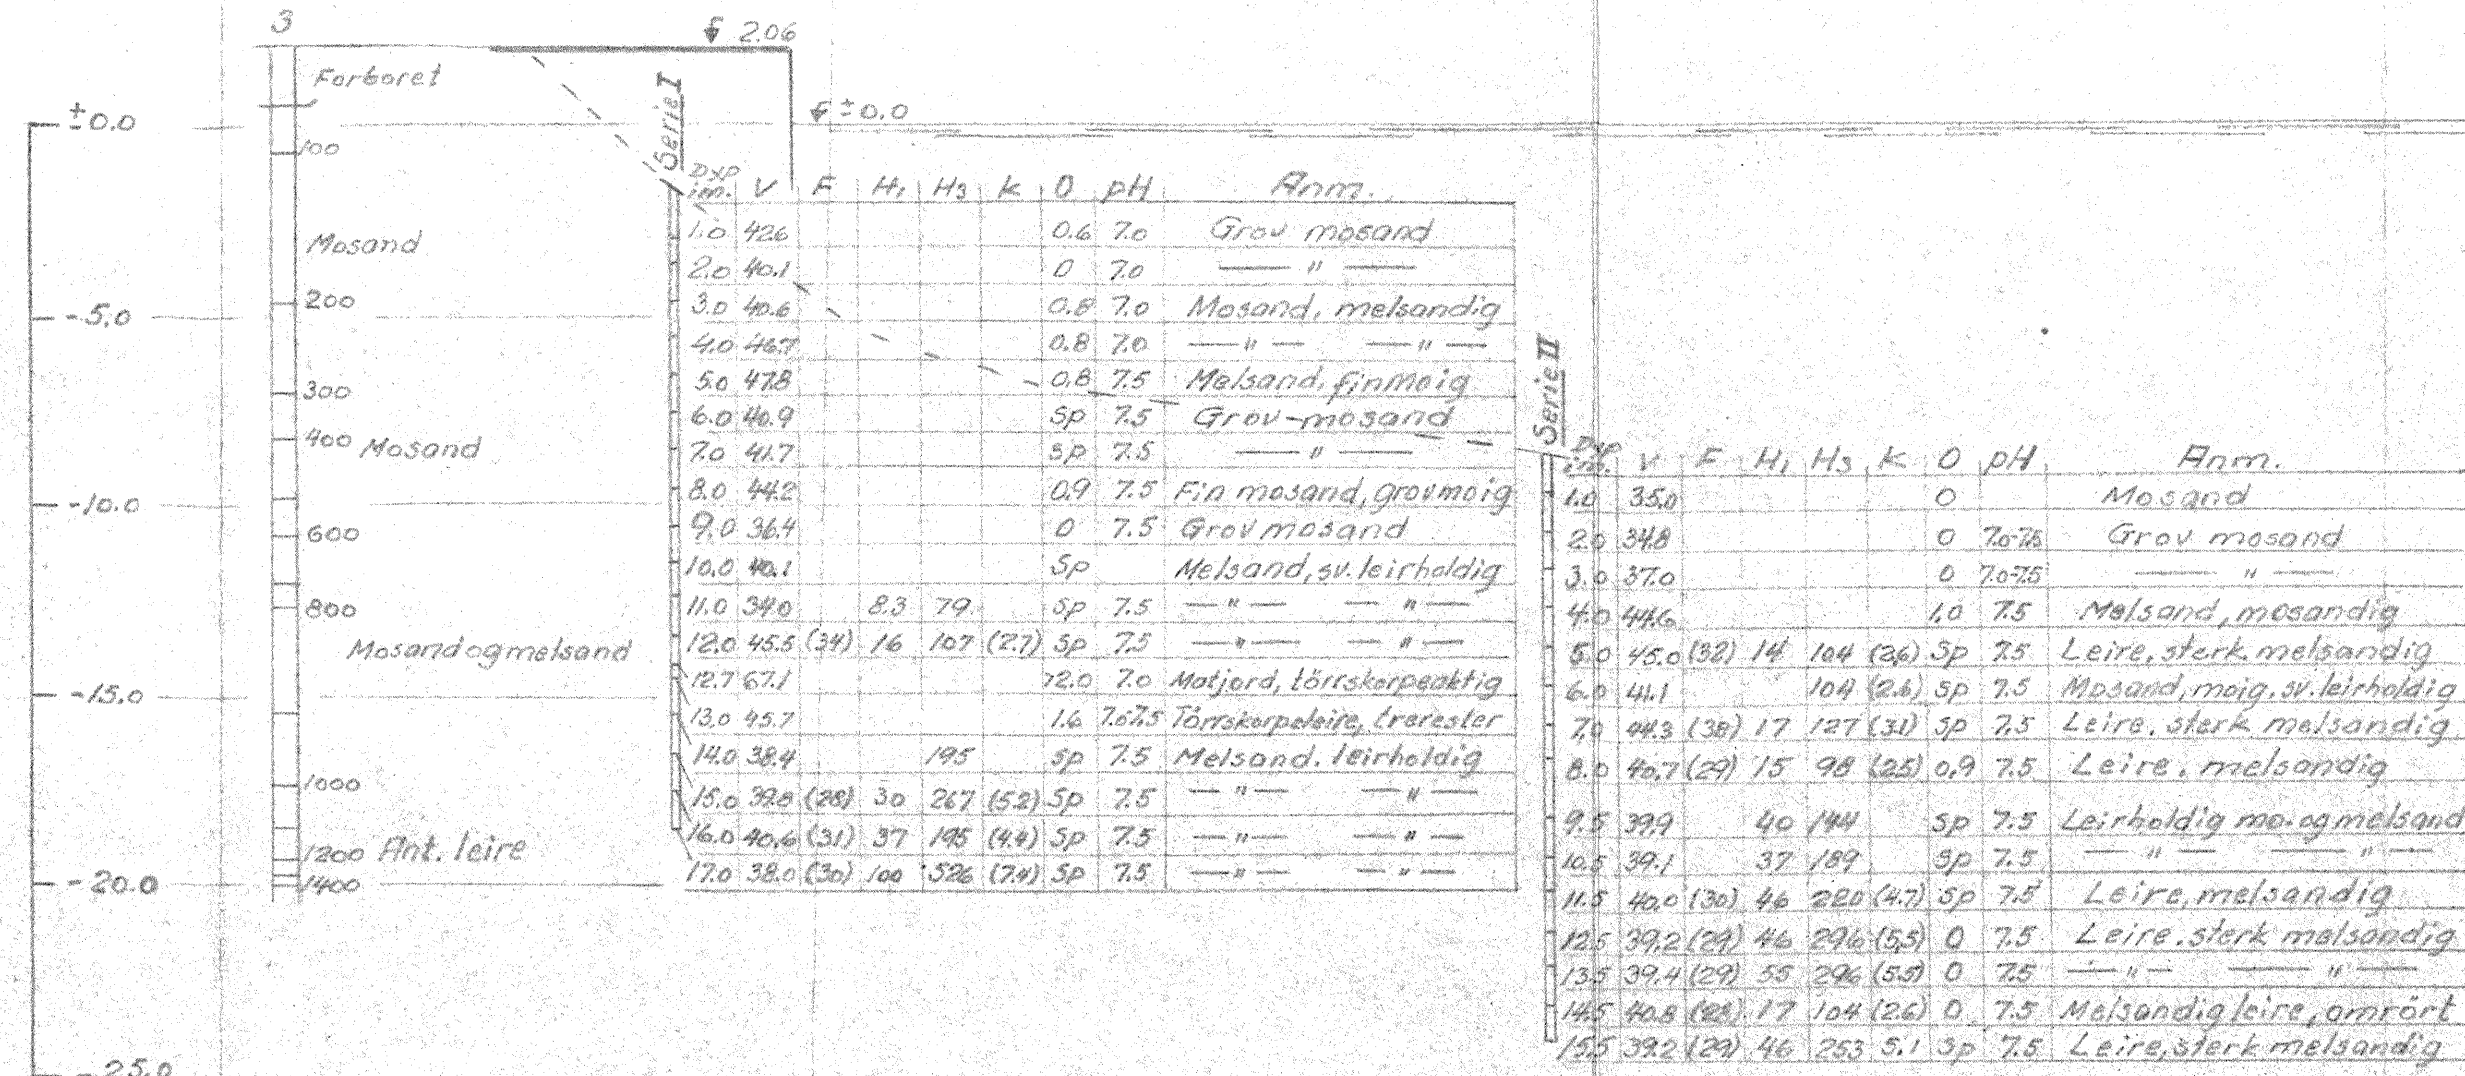 3
2.06
Forboret
±0.0
±0.0
100
Mosand
200
-5.0
300
400 Mosand
-10.0
600
800
Mosand og melsand
-15.0
1000
1200 Ant. leire
1400
-20.0
-25.0
Serie I
Dyp i m. V F H1 H3 k O pH Anm.
1.0 42.6 0.6 7.0 Grov mosand
2.0 40.1 0 7.0 — " —
3.0 40.6 0.8 7.0 Mosand, melsandig
4.0 46.7 0.8 7.0 — " — — " —
5.0 47.8 0.8 7.5 Melsand, finmoig
6.0 40.9 Sp 7.5 Grov-mosand
7.0 41.7 Sp 7.5 — " —
8.0 44.2 0.9 7.5 Fin mosand, grovmoig
9.0 36.4 0 7.5 Grov mosand
10.0 40.1 Sp Melsand, sv. leirholdig
11.0 34.0 8.3 79 Sp 7.5 — " — — " —
12.0 45.5 (34) 16 107 (2.7) Sp 7.5 — " — — " —
12.7 67.1 >2.0 7.0 Matjord, törrskorpeaktig
13.0 45.7 1.6 7.0-7.5 Törrskorpeleire, trerester
14.0 38.4 195 Sp 7.5 Melsand. leirholdig
15.0 39.8 (28) 30 267 (5.2) Sp 7.5 — " — — " —
16.0 40.6 (31) 37 195 (4.4) Sp 7.5 — " — — " —
17.0 38.0 (30) 100 526 (7.4) Sp 7.5 — " — — " —
Serie II
Dyp i m. V F H1 H3 k O pH Anm.
1.0 35.0 0 Mosand
2.0 34.8 0 7.0-7.5 Grov mosand
3.0 37.0 0 7.0-7.5 — " —
4.0 44.6 1.0 7.5 Melsand, mosandig
5.0 45.0 (32) 14 104 (2.6) Sp 7.5 Leire, sterk melsandig
6.0 41.1 104 (2.6) Sp 7.5 Mosand, moig, sv. leirholdig
7.0 44.3 (38) 17 127 (3.1) Sp 7.5 Leire, sterk melsandig
8.0 40.7 (29) 15 98 (2.5) 0.9 7.5 Leire, melsandig
9.5 39.9 40 144 Sp 7.5 Leirholdig mo- og melsand
10.5 39.1 37 189 Sp 7.5 — " — — " —
11.5 40.0 (30) 46 220 (4.7) Sp 7.5 Leire, melsandig
12.5 39.2 (29) 46 296 (5.5) 0 7.5 Leire, sterk melsandig
13.5 39.4 (29) 55 296 (5.5) 0 7.5 — " — — " —
14.5 40.8 17 104 (2.6) 0 7.5 Melsandig leire, omrört
15.5 39.2 (29) 46 253 5.1 Sp 7.5 Leire, sterk melsandig